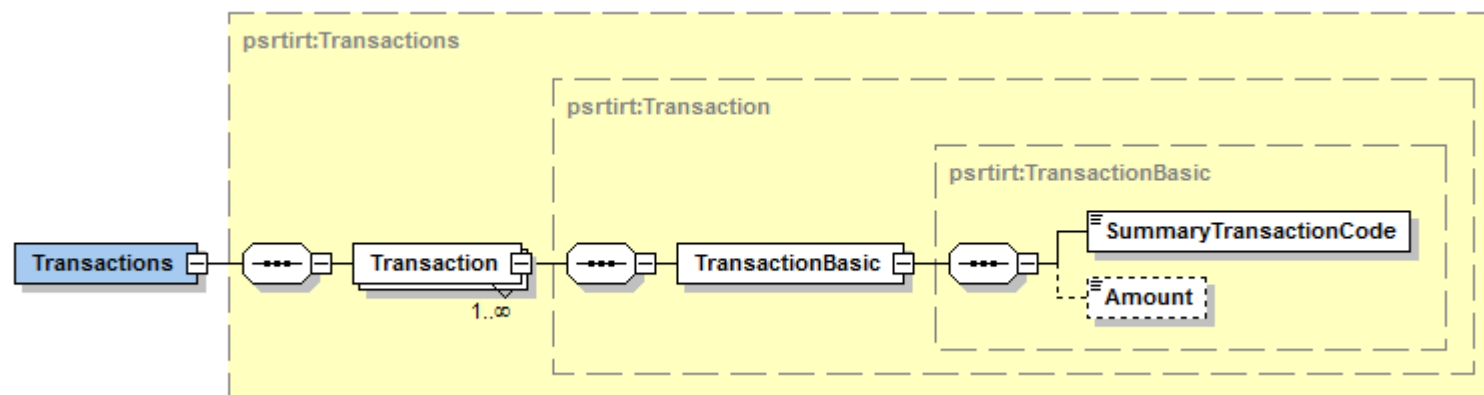 psrtirt:Transactions
psrtirt:Transaction
psrtirt:TransactionBasic
SummaryTransactionCode
Transactions
Transaction
TransactionBasic
Amount
1..∞